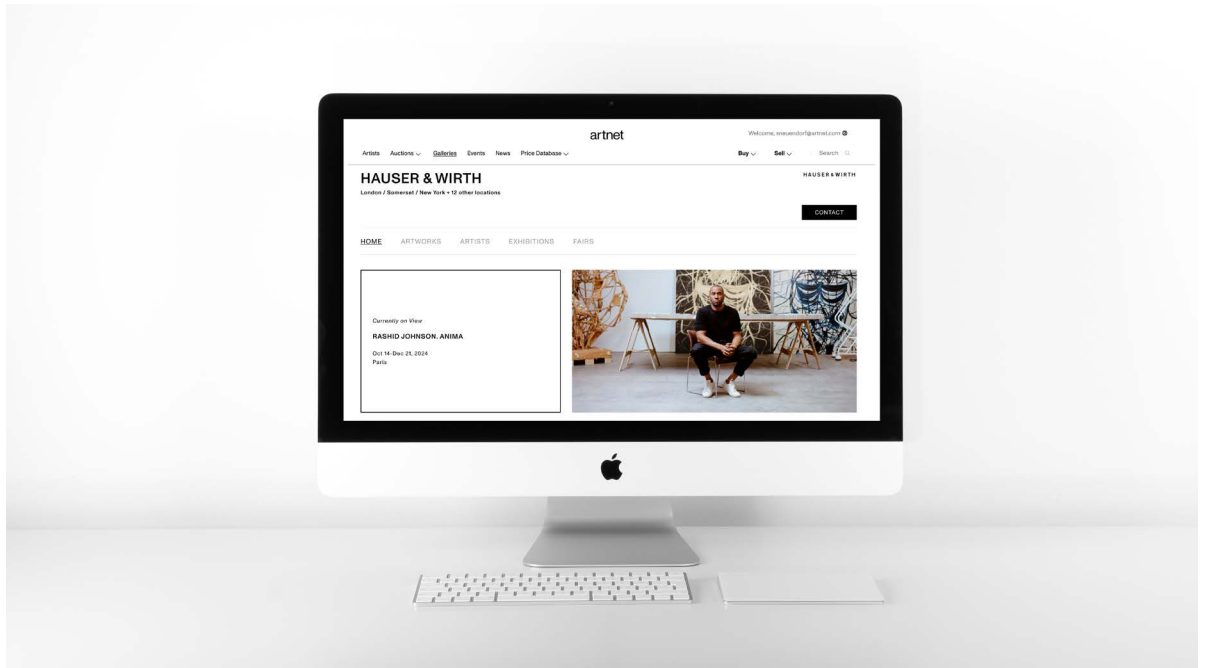 artnet
Welcome, eneuendorf@artnet.com
Artists Auctions Galleries Events News Price Database Buy Sell Search
HAUSER & WIRTH
HAUSER & WIRTH
London / Somerset / New York + 12 other locations
CONTACT
HOME ARTWORKS ARTISTS EXHIBITIONS FAIRS
Currently on View
RASHID JOHNSON. ANIMA
Oct 14-Dec 21, 2024
Paris